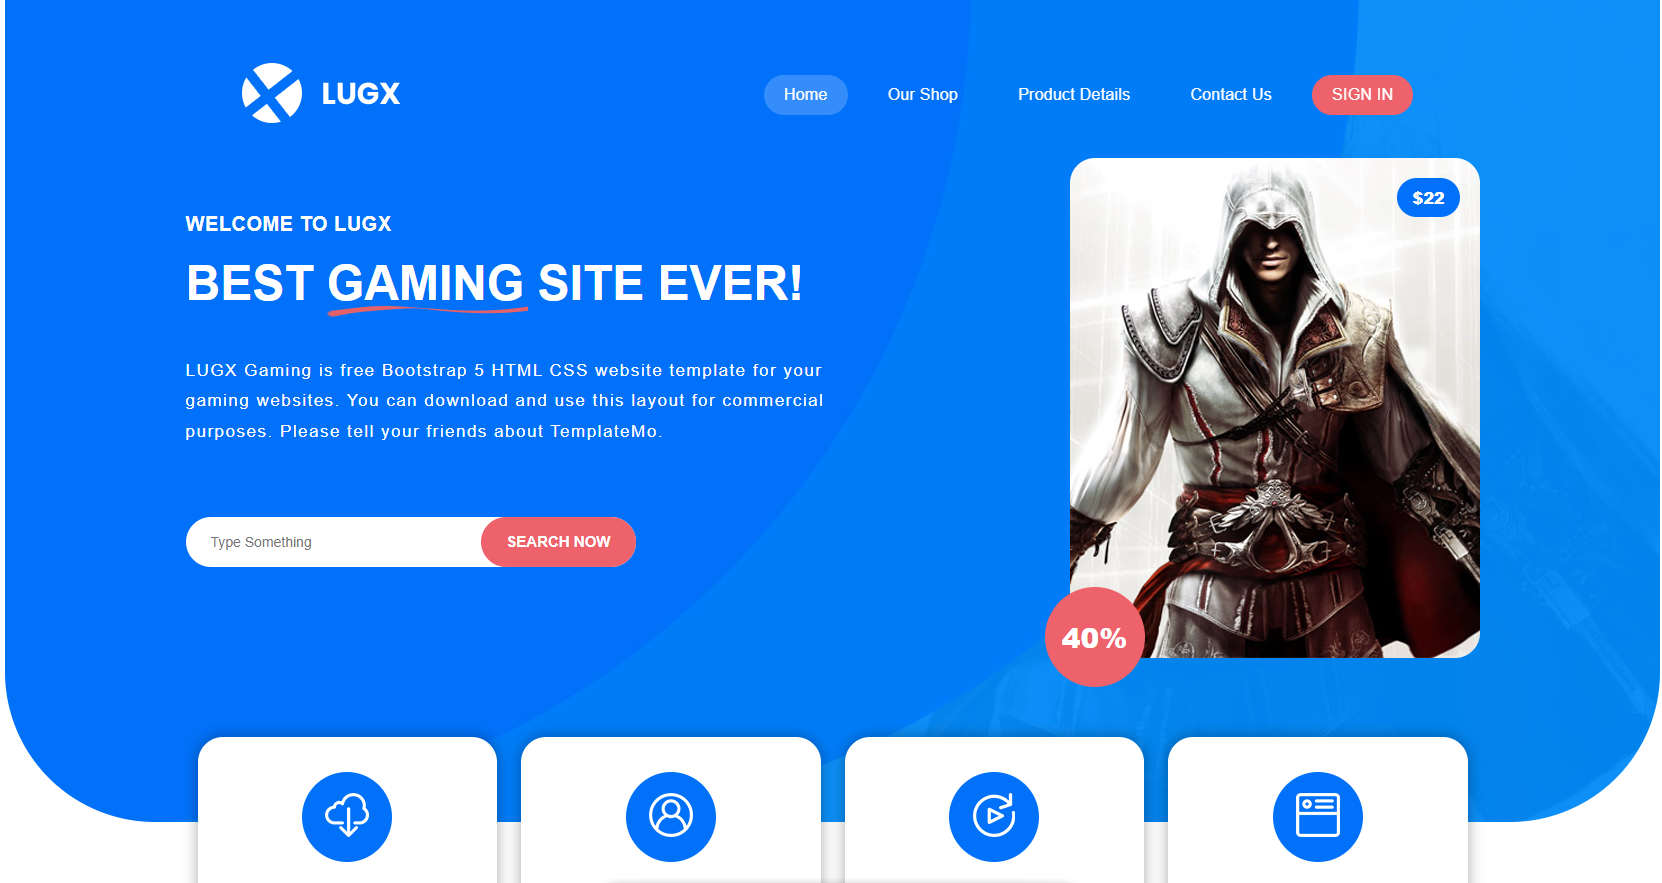 LUGX
Home
Our Shop
Product Details
Contact Us
SIGN IN
$22
WELCOME TO LUGX
BEST GAMING SITE EVER!
LUGX Gaming is free Bootstrap 5 HTML CSS website template for your
gaming websites. You can download and use this layout for commercial
purposes. Please tell your friends about TemplateMo.
Type Something
SEARCH NOW
40%